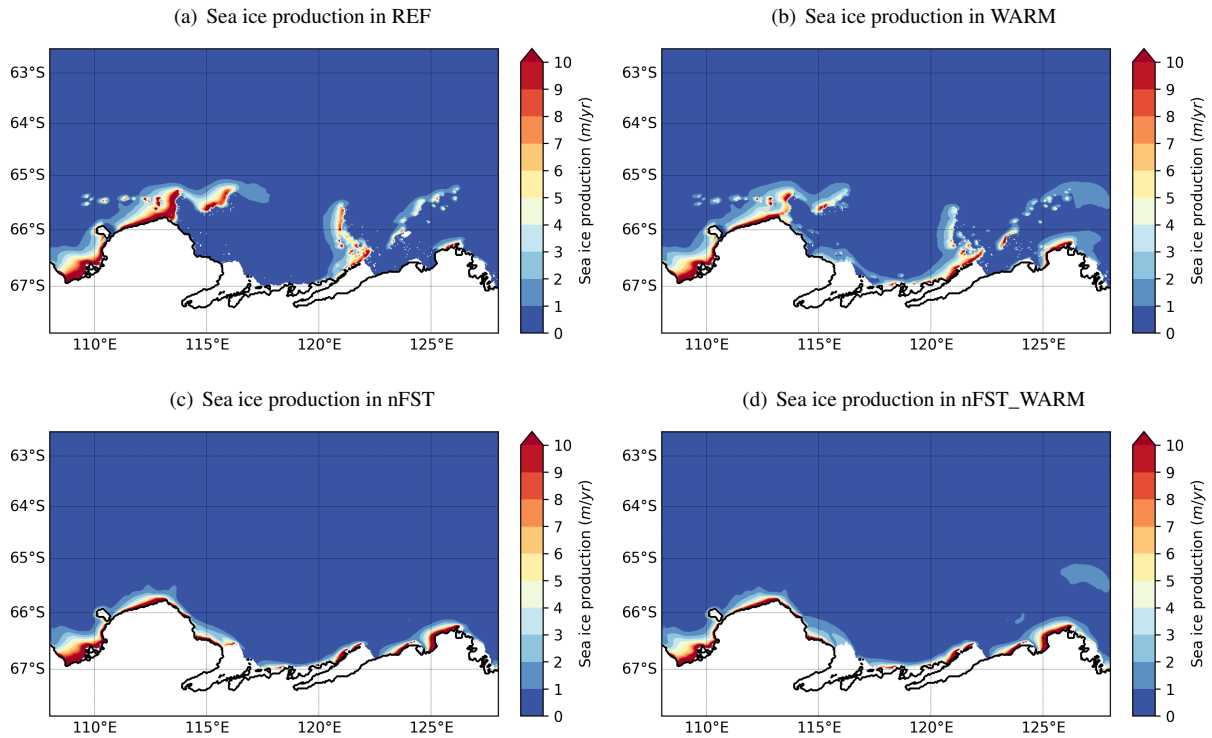 (a) Sea ice production in REF
(b) Sea ice production in WARM
63°S
64°S
65°S
66°S
67°S
110°E
115°E
120°E
125°E
10
9
8
7
6
5
4
3
2
1
0
Sea ice production (m/yr)
63°S
64°S
65°S
66°S
67°S
110°E
115°E
120°E
125°E
10
9
8
7
6
5
4
3
2
1
0
Sea ice production (m/yr)
(c) Sea ice production in nFST
(d) Sea ice production in nFST_WARM
63°S
64°S
65°S
66°S
67°S
110°E
115°E
120°E
125°E
10
9
8
7
6
5
4
3
2
1
0
Sea ice production (m/yr)
63°S
64°S
65°S
66°S
67°S
110°E
115°E
120°E
125°E
10
9
8
7
6
5
4
3
2
1
0
Sea ice production (m/yr)